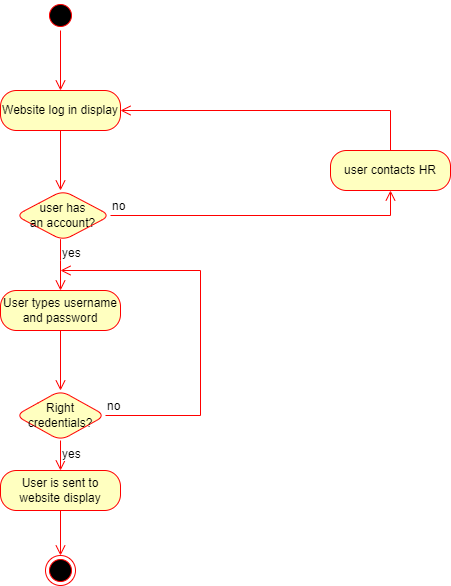 Website log in display
user contacts HR
user has
an account?
no
yes
User types username
and password
Right
credentials?
no
yes
User is sent to
website display